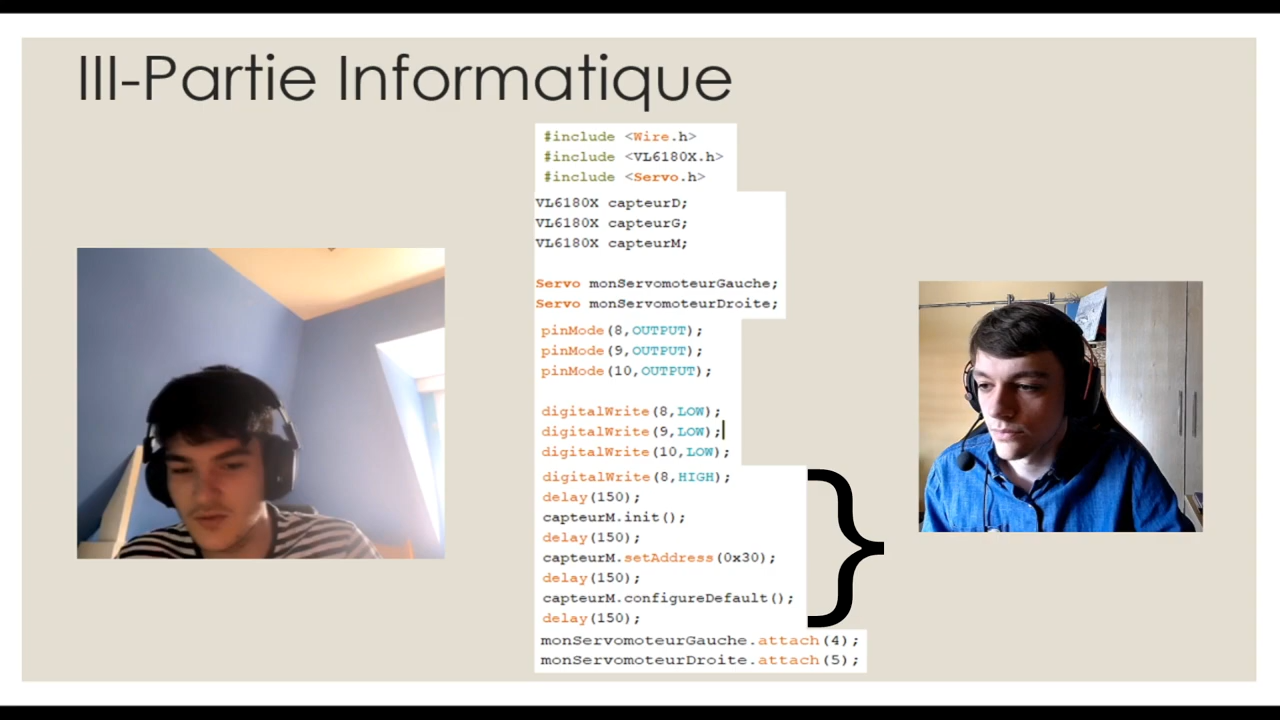 III-Partie Informatique
#include <Wire.h>
#include <VL6180X.h>
#include <Servo.h>
VL6180X capteurD;
VL6180X capteurG;
VL6180X capteurM;
Servo monServomoteurGauche;
Servo monServomoteurDroite;
pinMode(8,OUTPUT);
pinMode(9,OUTPUT);
pinMode(10,OUTPUT);
digitalWrite(8,LOW);
digitalWrite(9,LOW);
digitalWrite(10,LOW);
digitalWrite(8,HIGH);
delay(150);
capteurM.init();
delay(150);
capteurM.setAddress(0x30);
delay(150);
capteurM.configureDefault();
delay(150);
monServomoteurGauche.attach(4);
monServomoteurDroite.attach(5);
}